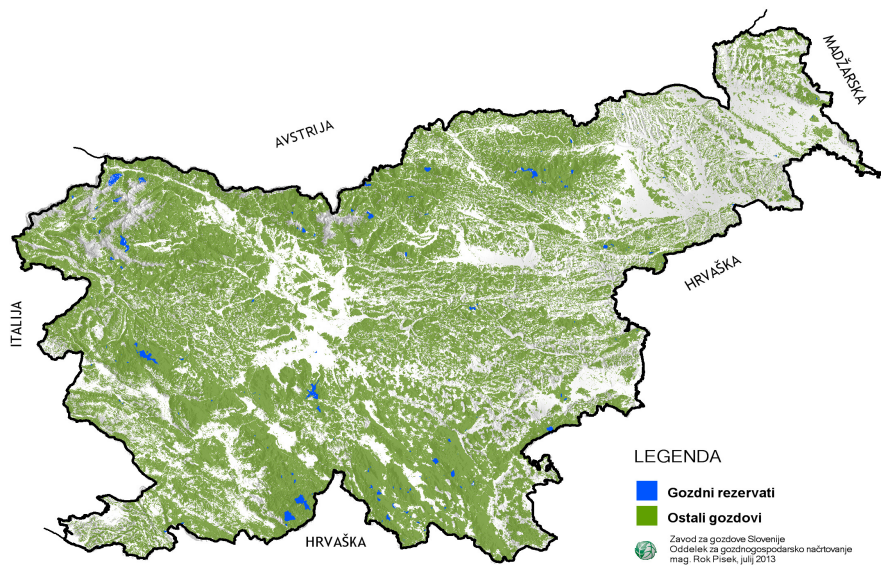 MADŽARSKA
AVSTRIJA
HRVAŠKA
ITALIJA
HRVAŠKA
LEGENDA
Gozdni rezervati
Ostali gozdovi
Zavod za gozdove Slovenije
Oddelek za gozdnogospodarsko načrtovanje
mag. Rok Pisek, julij 2013